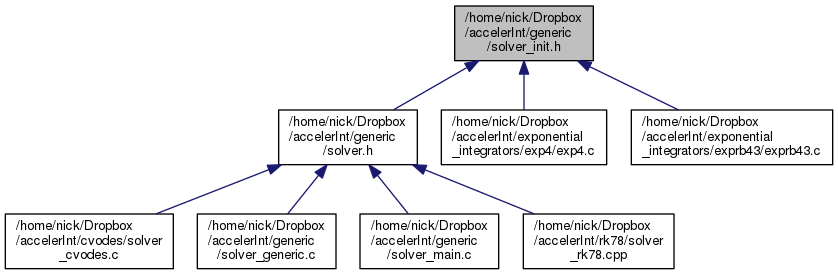 /home/nick/Dropbox
/accelerInt/generic
/solver_init.h
/home/nick/Dropbox
/accelerInt/generic
/solver.h
/home/nick/Dropbox
/accelerInt/exponential
_integrators/exp4/exp4.c
/home/nick/Dropbox
/accelerInt/exponential
_integrators/exprb43/exprb43.c
/home/nick/Dropbox
/accelerInt/cvodes/solver
_cvodes.c
/home/nick/Dropbox
/accelerInt/generic
/solver_generic.c
/home/nick/Dropbox
/accelerInt/generic
/solver_main.c
/home/nick/Dropbox
/accelerInt/rk78/solver
_rk78.cpp